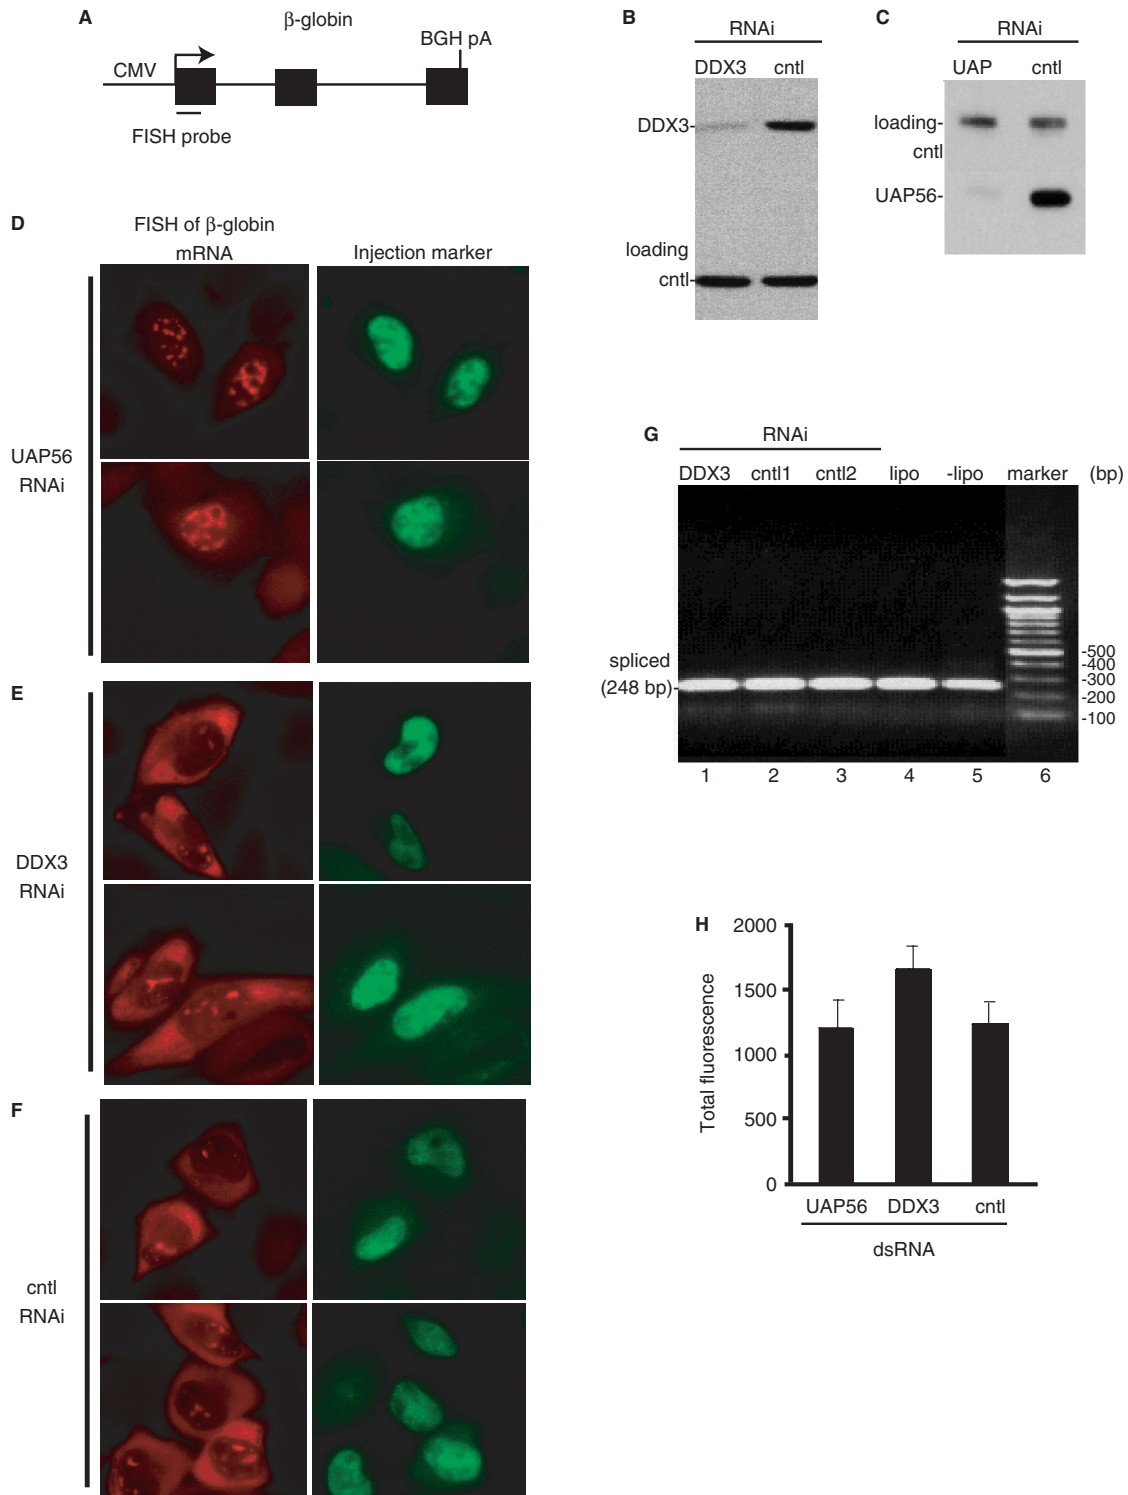 A
β-globin
BGH pA
CMV
FISH probe
B
RNAi
DDX3 cntl
DDX3-
loading
cntl-
C
RNAi
UAP cntl
loading-
cntl
UAP56-
D
FISH of β-globin
mRNA
Injection marker
UAP56
RNAi
E
DDX3
RNAi
F
cntl
RNAi
G
RNAi
DDX3 cntl1 cntl2 lipo -lipo marker (bp)
-500
-400
-300
-200
-100
spliced
(248 bp)-
1 2 3 4 5 6
H
2000
1500
1000
500
0
Total fluorescence
UAP56 DDX3 cntl
dsRNA